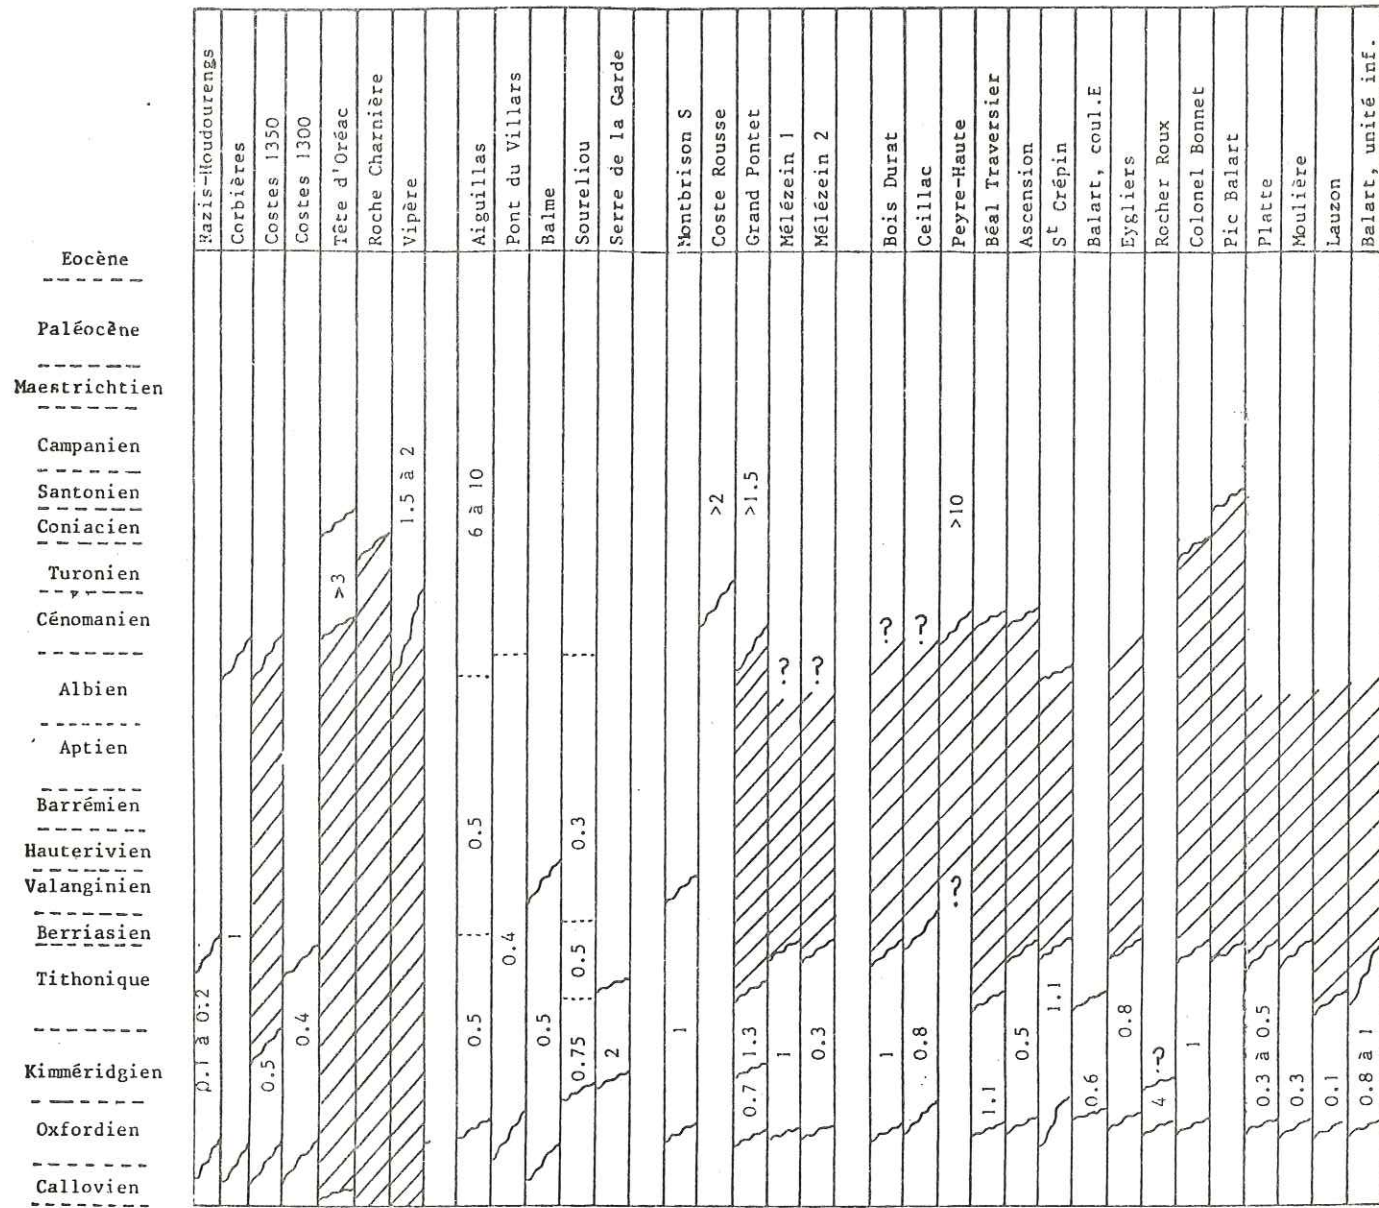 Razis-Houdourengs
Corbières
Costes 1350
Costes 1300
Tête d'Oréac
Roche Charnière
Vipère
Aiguillas
Pont du Villars
Balme
Soureliou
Serre de la Garde
Montbrison S
Coste Rousse
Grand Pontet
Mélézein 1
Mélézein 2
Bois Durat
Ceillac
Peyre-Haute
Béal Traversier
Ascension
St Crépin
Balart, coul.E
Eygliers
Rocher Roux
Colonel Bonnet
Pic Balart
Platte
Moulière
Lauzon
Balart, unité inf.
Eocène
Paléocène
Maestrichtien
Campanien
Santonien
Coniacien
Turonien
Cénomanien
Albien
Aptien
Barrémien
Hauterivien
Valanginien
Berriasien
Tithonique
Kimméridgien
Oxfordien
Callovien
0.1 à 0.2
1
0.5
0.4
>3
1.5 à 2
6 à 10
0.5
0.5
0.4
0.5
0.3
0.5
0.75
2
1
>2
>1.5
1.3
0.7
?
1
?
0.3
?
1
?
0.8
>10
?
1.1
0.5
1.1
0.6
0.8
?
4
1
0.3 à 0.5
0.3
0.1
0.8 à 1